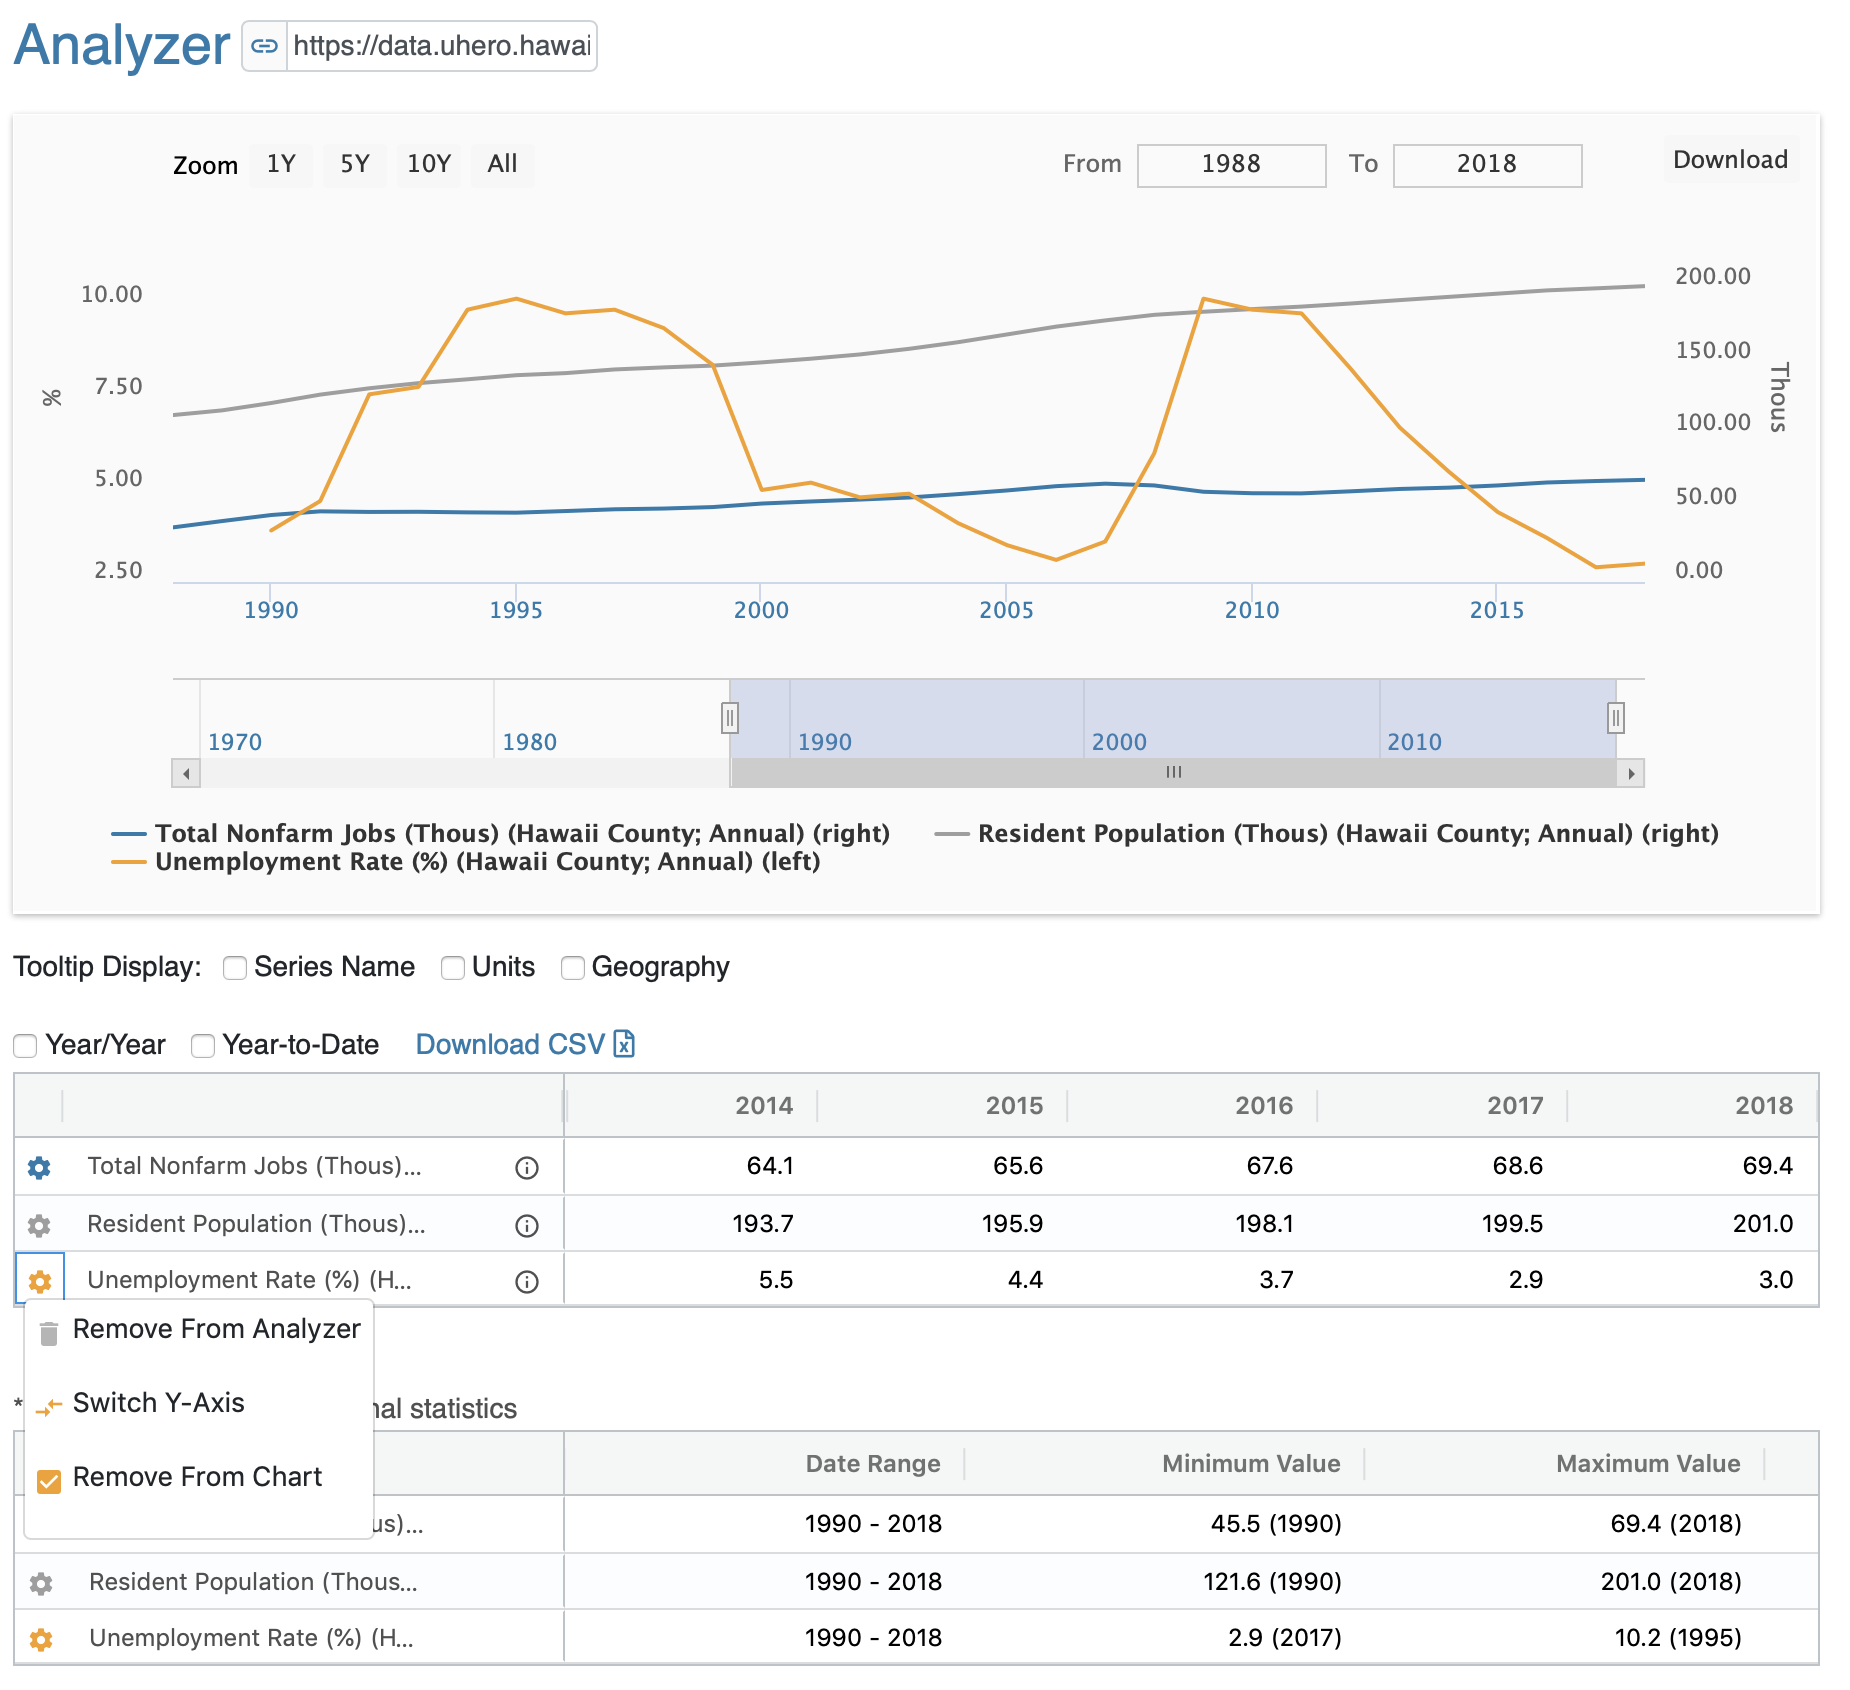 Analyzer https://data.uhero.hawai
Zoom 1Y 5Y 10Y All From 1988 To 2018 Download
10.00
7.50
5.00
2.50
%
200.00
150.00
100.00
50.00
0.00
Thous
1990 1995 2000 2005 2010 2015
1970 1980 1990 2000 2010
Total Nonfarm Jobs (Thous) (Hawaii County; Annual) (right) Resident Population (Thous) (Hawaii County; Annual) (right)
Unemployment Rate (%) (Hawaii County; Annual) (left)
Tooltip Display: Series Name Units Geography
Year/Year Year-to-Date Download CSV
2014 2015 2016 2017 2018
Total Nonfarm Jobs (Thous)... 64.1 65.6 67.6 68.6 69.4
Resident Population (Thous)... 193.7 195.9 198.1 199.5 201.0
Unemployment Rate (%) (H... 5.5 4.4 3.7 2.9 3.0
Remove From Analyzer
Switch Y-Axis
Remove From Chart
* statistics
Date Range Minimum Value Maximum Value
us)... 1990 - 2018 45.5 (1990) 69.4 (2018)
Resident Population (Thous... 1990 - 2018 121.6 (1990) 201.0 (2018)
Unemployment Rate (%) (H... 1990 - 2018 2.9 (2017) 10.2 (1995)